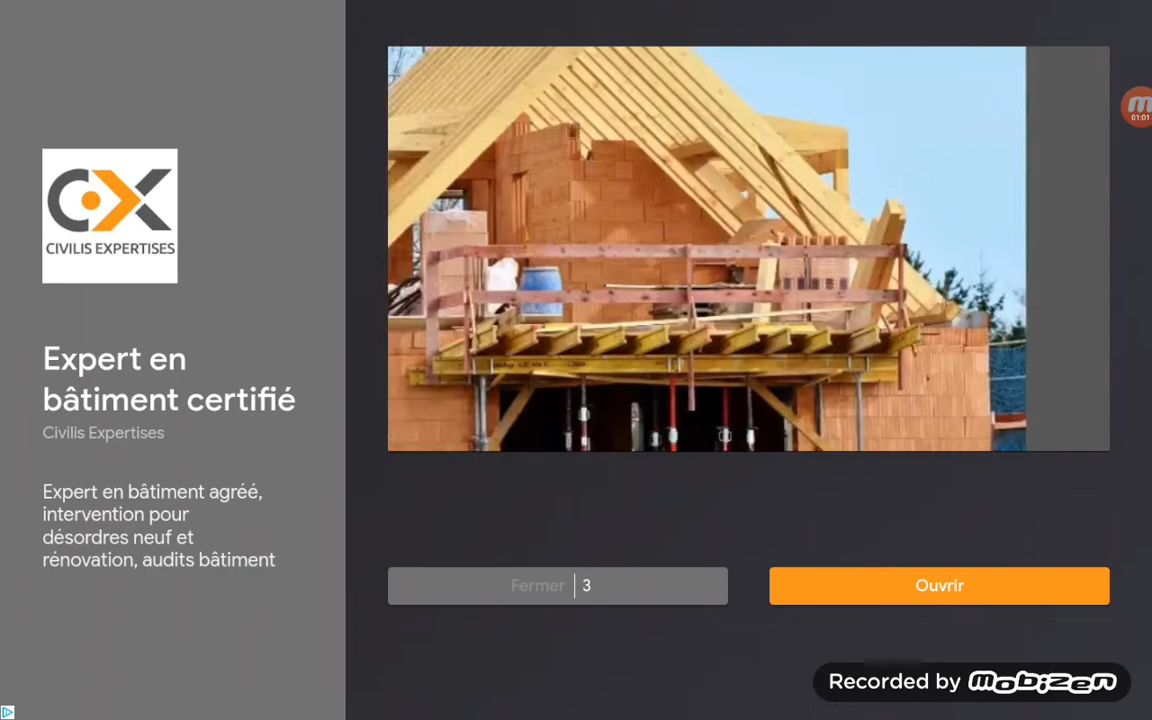 01:01
CIVILIS EXPERTISES
Expert en
bâtiment certifié
Civilis Expertises
Expert en bâtiment agréé,
intervention pour
désordres neuf et
rénovation, audits bâtiment
Fermer 3
Ouvrir
Recorded by mobizen